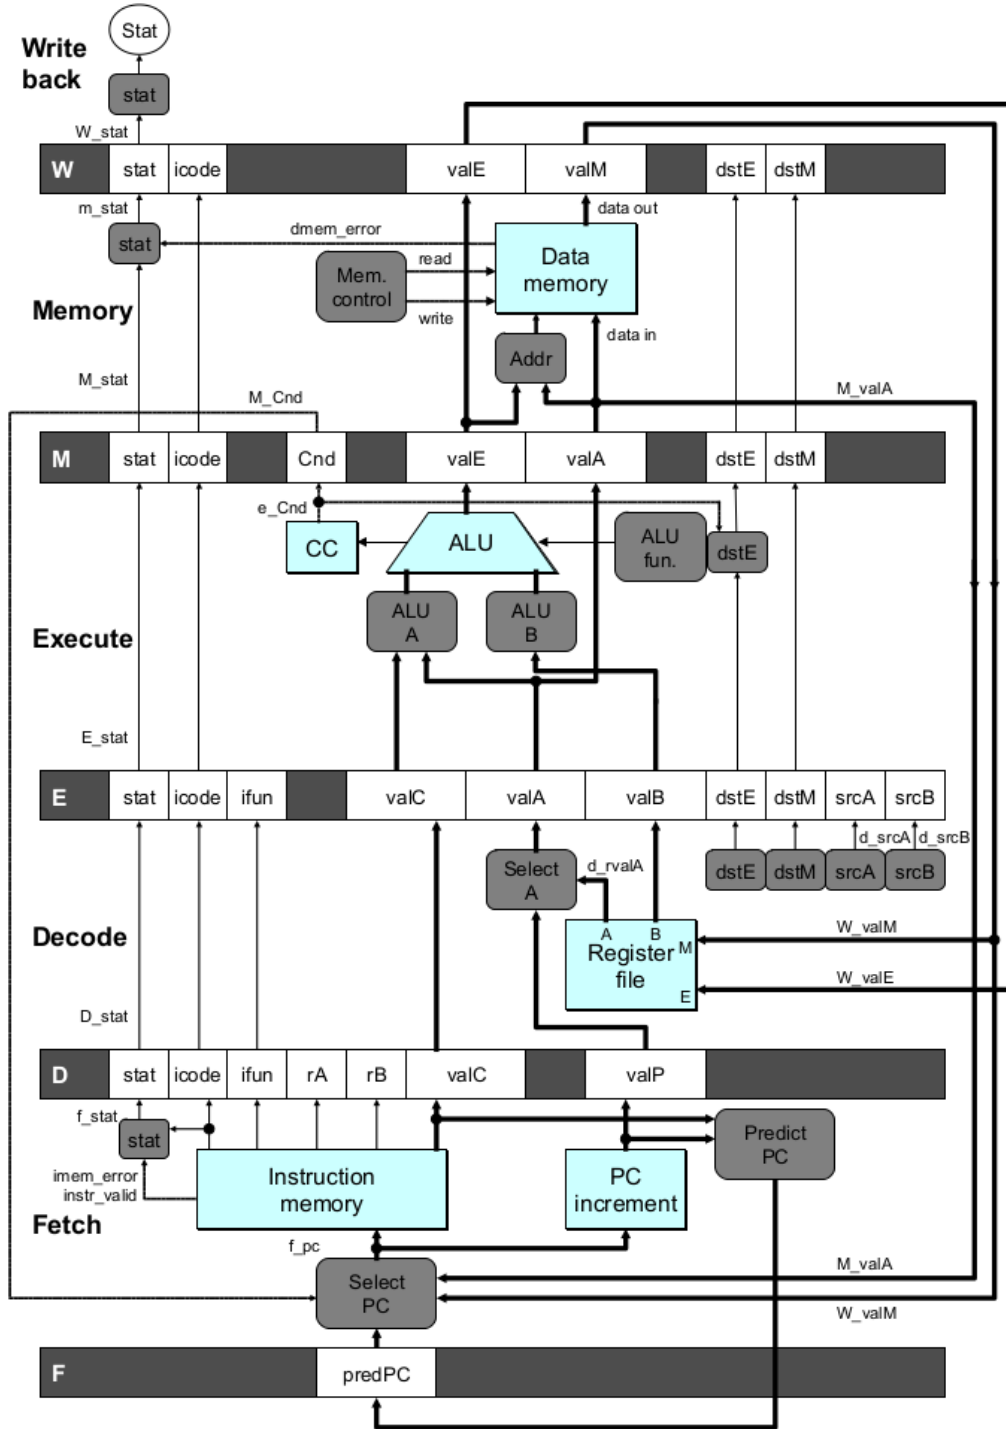 Stat
Write
back
stat
W_stat
W
stat
icode
valE
valM
dstE
dstM
m_stat
data out
dmem_error
stat
Data
memory
read
Mem.
control
write
Memory
data in
Addr
M_stat
M_Cnd
M_valA
M
stat
icode
Cnd
valE
valA
dstE
dstM
e_Cnd
CC
ALU
ALU
fun.
dstE
ALU
A
ALU
B
Execute
E_stat
E
stat
icode
ifun
valC
valA
valB
dstE
dstM
srcA
srcB
d_srcA
d_srcB
Select
A
d_rvalA
dstE
dstM
srcA
srcB
Decode
A
B
Register
file
M
E
W_valM
W_valE
D_stat
D
stat
icode
ifun
rA
rB
valC
valP
f_stat
stat
Predict
PC
imem_error
instr_valid
Instruction
memory
PC
increment
Fetch
f_pc
Select
PC
M_valA
W_valM
F
predPC